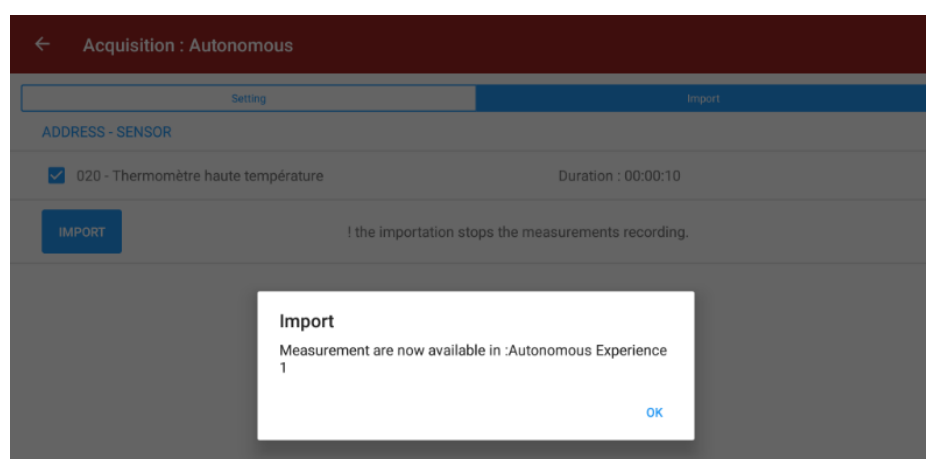 Acquisition : Autonomous
Setting
Import
ADDRESS - SENSOR
020 - Thermomètre haute température
Duration : 00:00:10
IMPORT
! the importation stops the measurements recording.
Import
Measurement are now available in :Autonomous Experience
1
OK